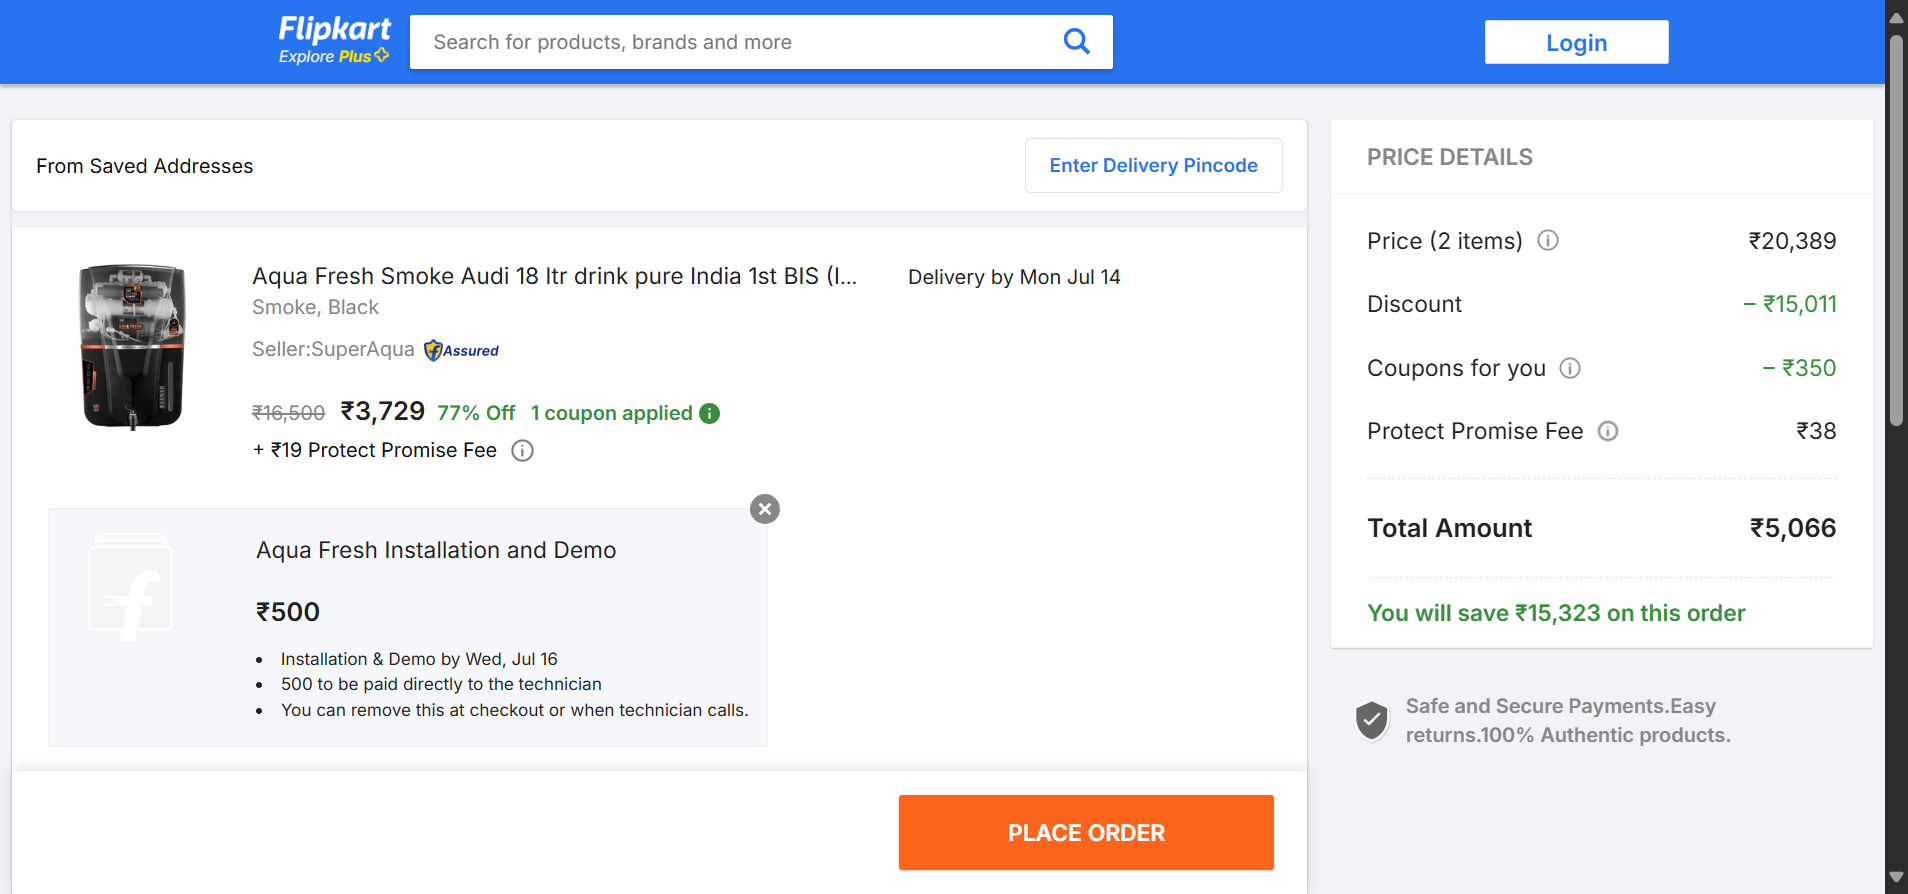 Flipkart
Explore Plus
Search for products, brands and more
Login
From Saved Addresses
Enter Delivery Pincode
Aqua Fresh Smoke Audi 18 ltr drink pure India 1st BIS (I...
Smoke, Black
Seller:SuperAqua
Assured
₹16,500 ₹3,729 77% Off 1 coupon applied
+ ₹19 Protect Promise Fee
Delivery by Mon Jul 14
Aqua Fresh Installation and Demo
₹500
• Installation & Demo by Wed, Jul 16
• 500 to be paid directly to the technician
• You can remove this at checkout or when technician calls.
PLACE ORDER
PRICE DETAILS
Price (2 items) ₹20,389
Discount − ₹15,011
Coupons for you − ₹350
Protect Promise Fee ₹38
Total Amount ₹5,066
You will save ₹15,323 on this order
Safe and Secure Payments.Easy
returns.100% Authentic products.